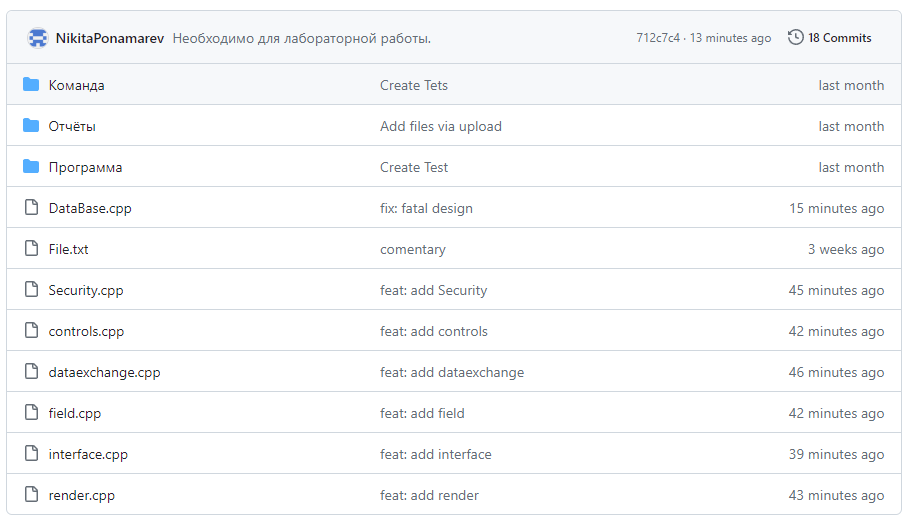 NikitaPonamarev Необходимо для лабораторной работы. 712c7c4 · 13 minutes ago 18 Commits
Команда Create Tets last month
Отчёты Add files via upload last month
Программа Create Test last month
DataBase.cpp fix: fatal design 15 minutes ago
File.txt comentary 3 weeks ago
Security.cpp feat: add Security 45 minutes ago
controls.cpp feat: add controls 42 minutes ago
dataexchange.cpp feat: add dataexchange 46 minutes ago
field.cpp feat: add field 42 minutes ago
interface.cpp feat: add interface 39 minutes ago
render.cpp feat: add render 43 minutes ago